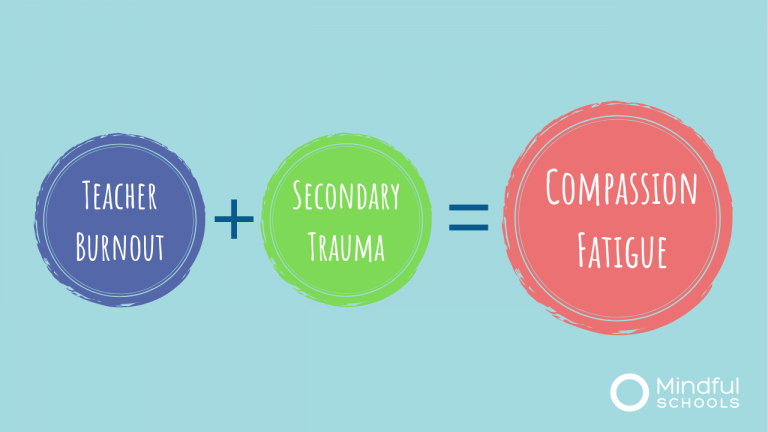 Teacher
Burnout
+
Secondary
Trauma
=
Compassion
Fatigue
Mindful
SCHOOLS